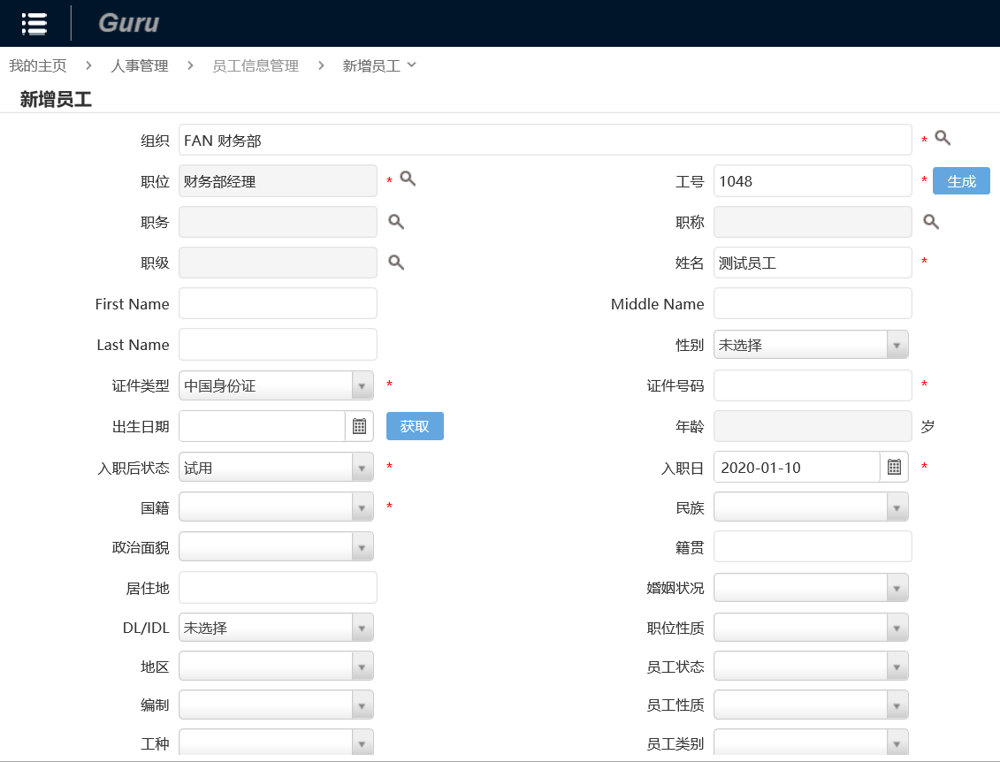 Guru
我的主页 > 人事管理 > 员工信息管理 > 新增员工
新增员工
组织 FAN 财务部 *
职位 财务部经理 * 工号 1048 * 生成
职务 职称
职级 姓名 测试员工 *
First Name Middle Name
Last Name 性别 未选择
证件类型 中国身份证 * 证件号码 *
出生日期 获取 年龄 岁
入职后状态 试用 * 入职日 2020-01-10 *
国籍 * 民族
政治面貌 籍贯
居住地 婚姻状况
DL/IDL 未选择 职位性质
地区 员工状态
编制 员工性质
工种 员工类别